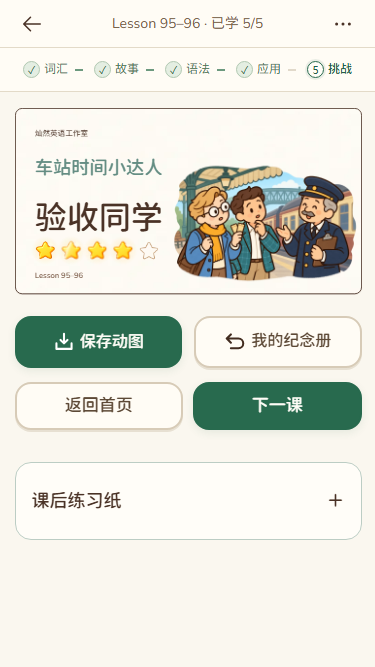 Lesson 95–96 · 已学 5/5
词汇
故事
语法
应用
5 挑战
灿然英语工作室
车站时间小达人
验收同学
Lesson 95-96
保存动图
我的纪念册
返回首页
下一课
课后练习纸